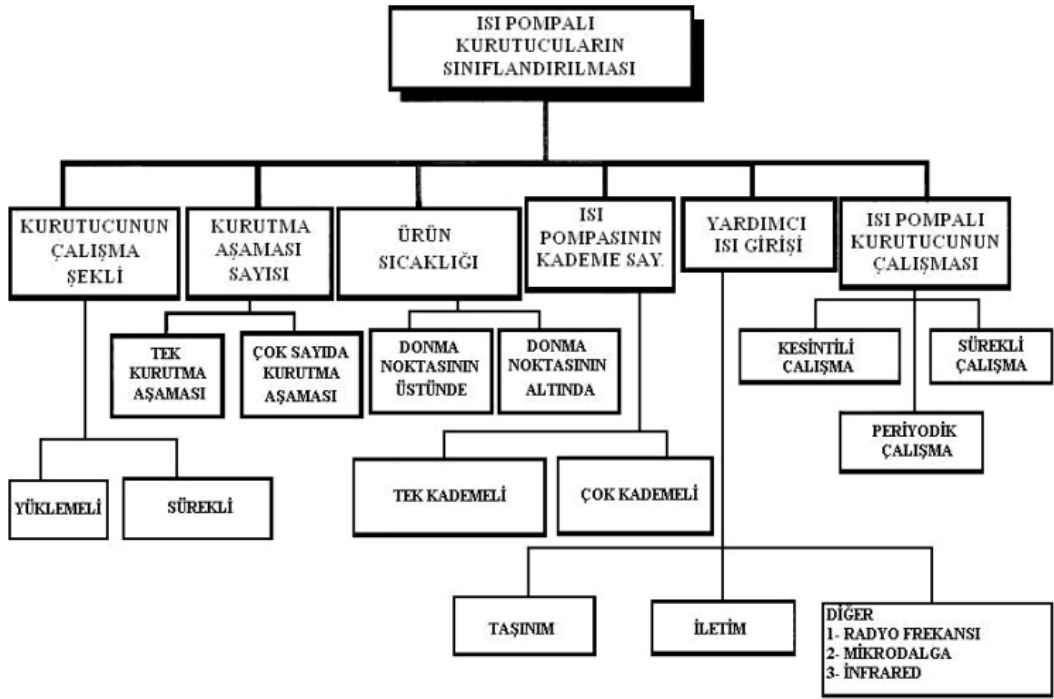 ISI POMPALI
KURUTUCULARIN
SINIFLANDIRILMASI
KURUTUCUNUN
ÇALIŞMA
ŞEKLİ
KURUTMA
AŞAMASI
SAYISI
ÜRÜN
SICAKLIĞI
ISI
POMPASININ
KADEME SAY.
YARDIMCI
ISI GİRİŞİ
ISI POMPALI
KURUTUCUNUN
ÇALIŞMASI
TEK
KURUTMA
AŞAMASI
ÇOK SAYIDA
KURUTMA
AŞAMASI
DONMA
NOKTASININ
ÜSTÜNDE
DONMA
NOKTASININ
ALTINDA
KESİNTİLİ
ÇALIŞMA
SÜREKLİ
ÇALIŞMA
PERİYODİK
ÇALIŞMA
YÜKLEMELİ
SÜREKLİ
TEK KADEMELİ
ÇOK KADEMELİ
TAŞINIM
İLETİM
DİĞER
1- RADYO FREKANSI
2- MİKRODALGA
3- İNFRARED